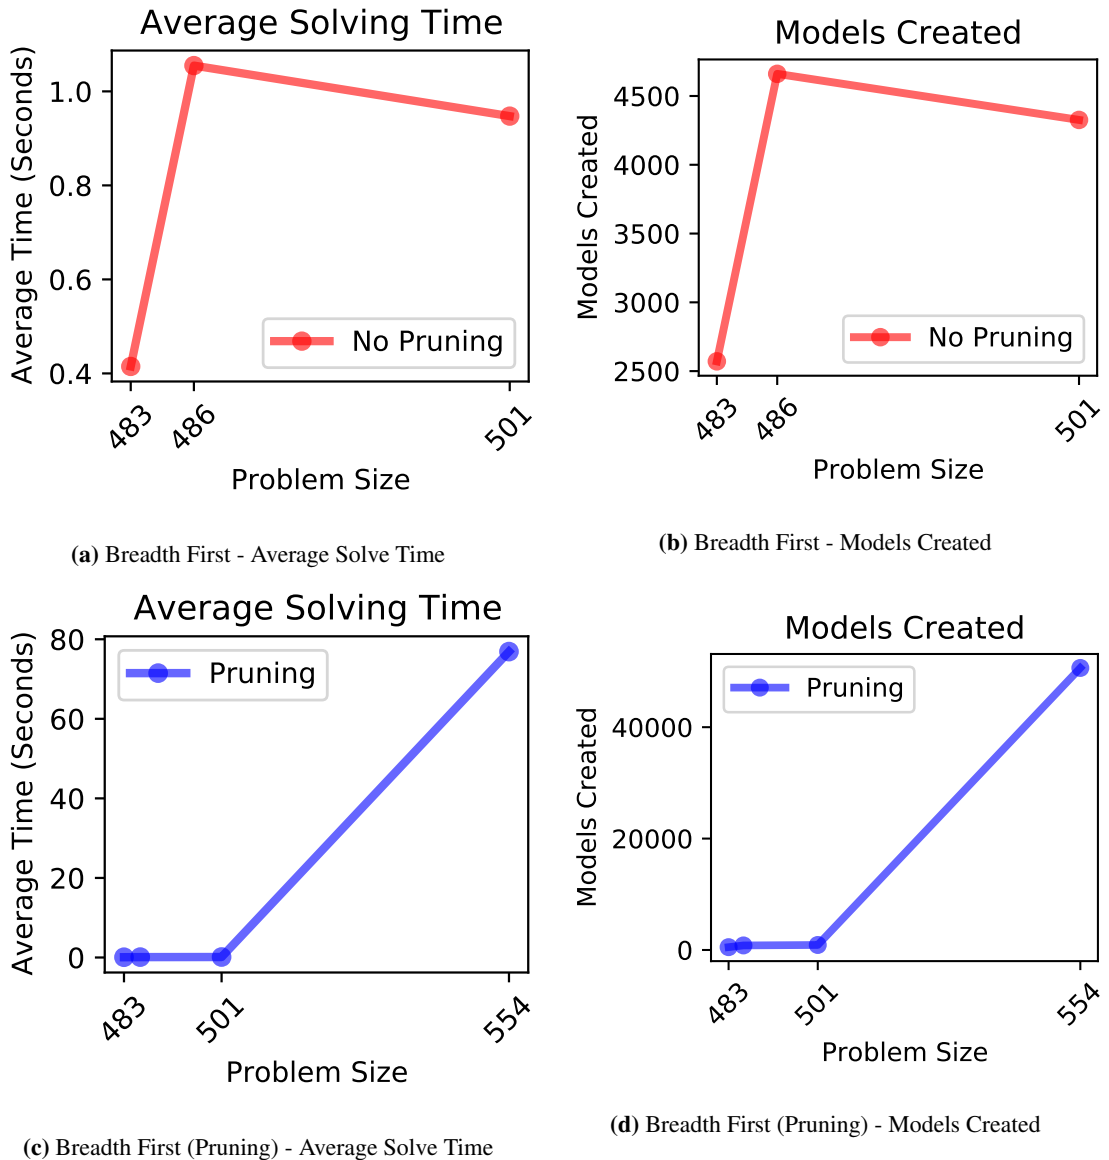 Average Solving Time
Average Time (Seconds)
1.0
0.8
0.6
0.4
No Pruning
483
486
501
Problem Size
(a) Breadth First - Average Solve Time
Models Created
Models Created
4500
4000
3500
3000
2500
No Pruning
483
486
501
Problem Size
(b) Breadth First - Models Created
Average Solving Time
Average Time (Seconds)
80
60
40
20
0
Pruning
483
501
554
Problem Size
(c) Breadth First (Pruning) - Average Solve Time
Models Created
Models Created
40000
20000
0
Pruning
483
501
554
Problem Size
(d) Breadth First (Pruning) - Models Created